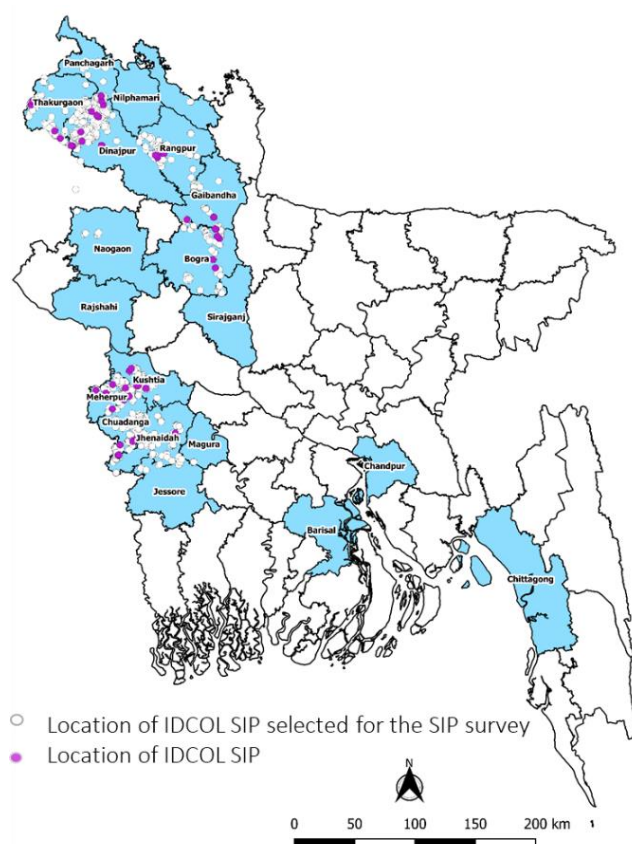 Panchagarh
Thakurgaon
Nilphamari
Dinajpur
Rangpur
Gaibandha
Naogaon
Bogra
Rajshahi
Sirajganj
Kushtia
Meherpur
Chuadanga
Jhenaidah
Magura
Chandpur
Jessore
Barisal
Chittagong
Location of IDCOL SIP selected for the SIP survey
Location of IDCOL SIP
N
0 50 100 150 200 km